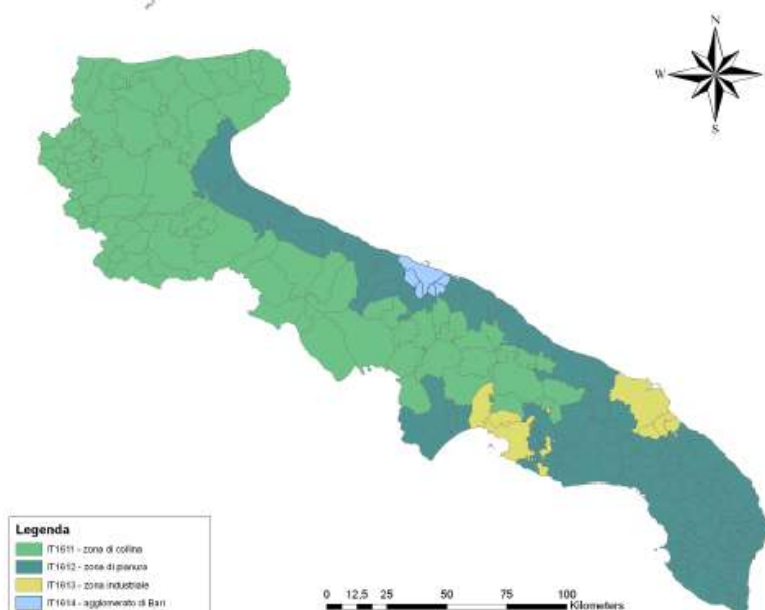 N
W
S
Legenda
IT1611 - zona di collina
IT1612 - zona di pianura
IT1613 - zona industriale
IT1614 - agglomerato di Bari
0 12,5 25 50 75 100
Kilometers